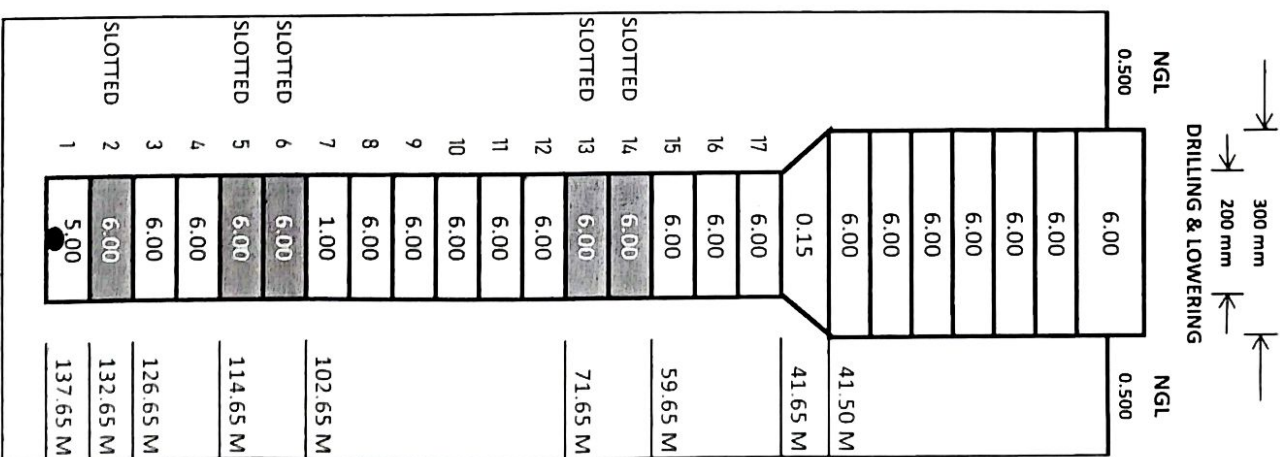 300 mm
200 mm
DRILLING & LOWERING
NGL NGL
0.500 0.500
6.00
6.00
6.00
6.00
6.00
6.00
6.00
41.50 M
0.15
41.65 M
17 6.00
16 6.00
15 6.00
59.65 M
SLOTTED 14 6.00
SLOTTED 13 6.00 71.65 M
12 6.00
11 6.00
10 6.00
9 6.00
8 6.00
7 1.00
102.65 M
SLOTTED 6 6.00
SLOTTED 5 6.00 114.65 M
4 6.00
3 6.00 126.65 M
SLOTTED 2 6.00 132.65 M
1 5.00 137.65 M